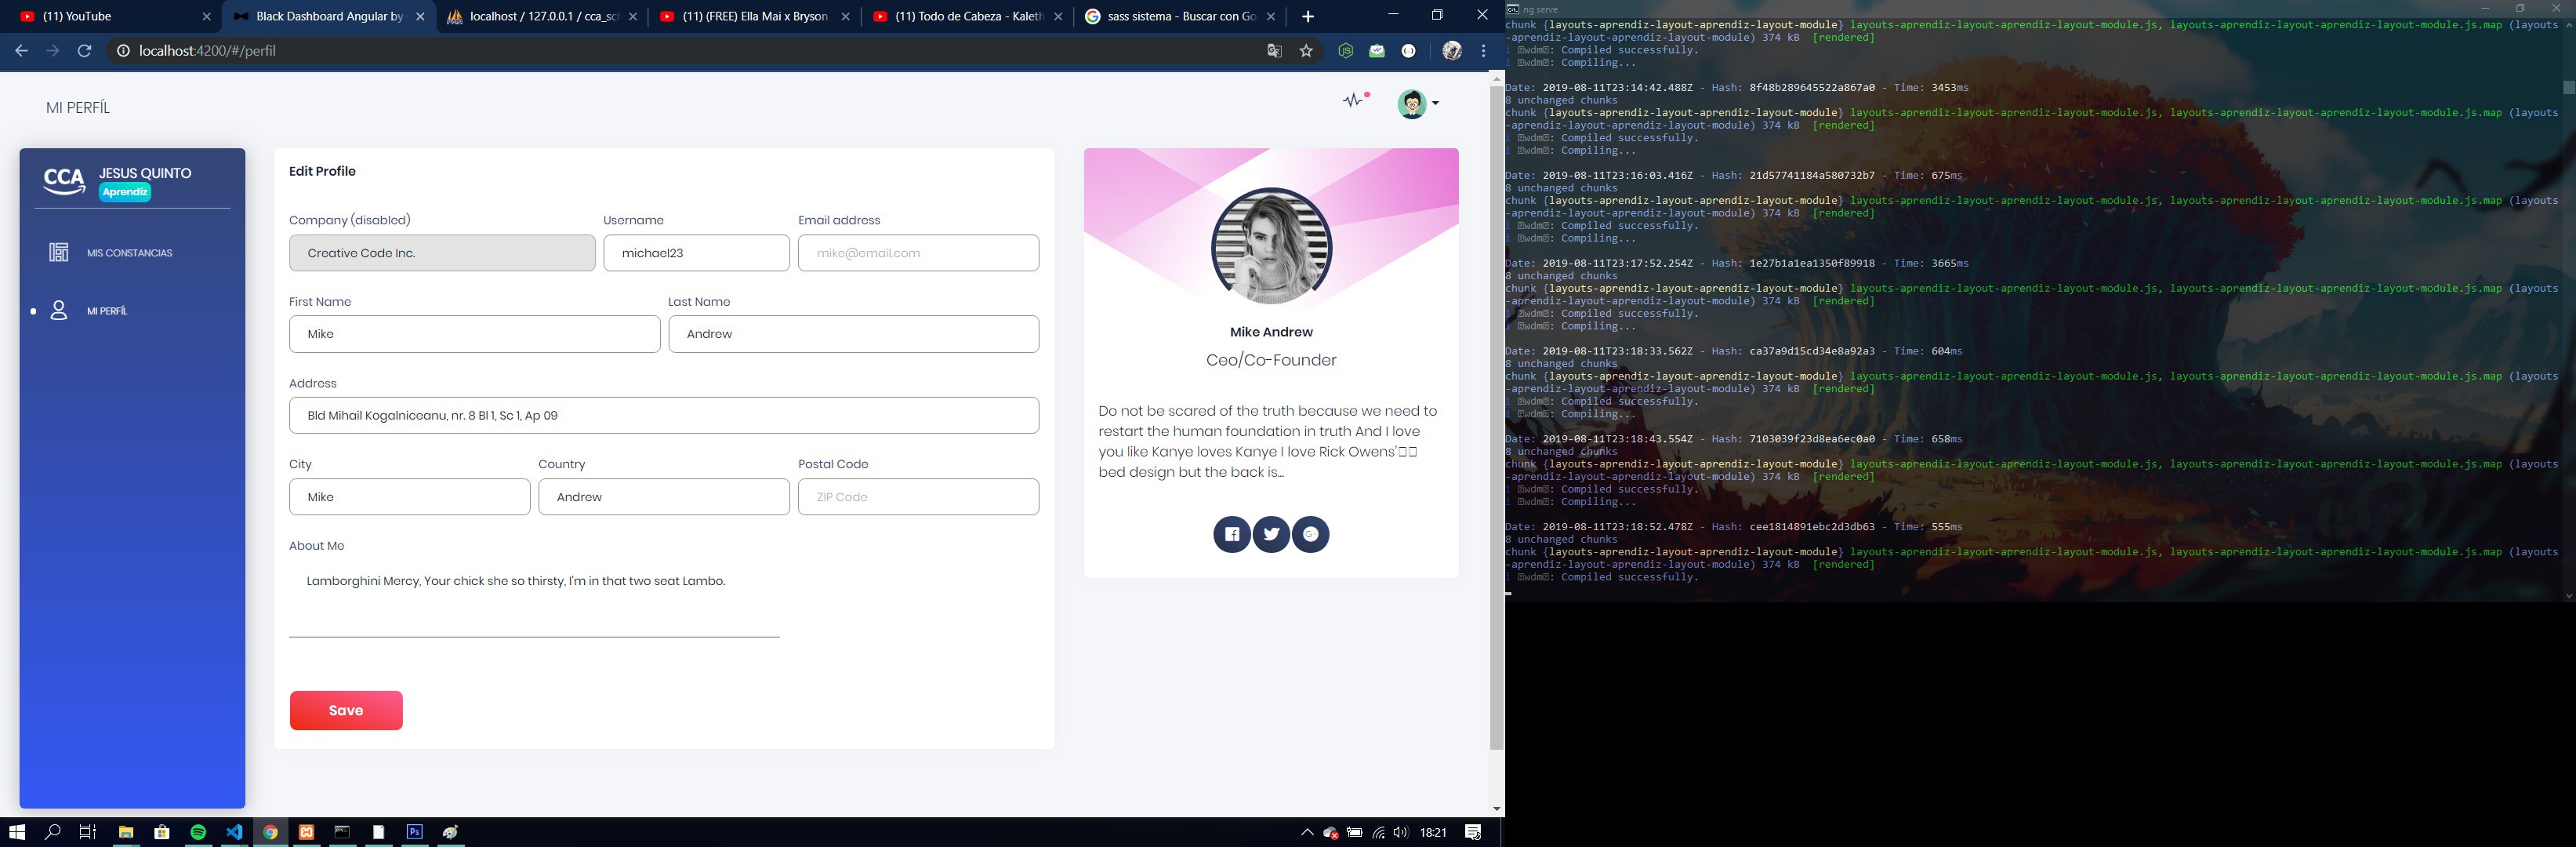 (11) YouTube
Black Dashboard Angular by
localhost / 127.0.0.1 / cca_sc
(11) (FREE) Ella Mai x Bryson
(11) Todo de Cabeza - Kaleth
sass sistema - Buscar con Go
localhost:4200/#/perfil
MI PERFÍL
CCA
JESUS QUINTO
Aprendiz
MIS CONSTANCIAS
MI PERFÍL
Edit Profile
Company (disabled) Username Email address
Creative Code Inc. michael23 mike@email.com
First Name Last Name
Mike Andrew
Address
Bld Mihail Kogalniceanu, nr. 8 Bl 1, Sc 1, Ap 09
City Country Postal Code
Mike Andrew ZIP Code
About Me
Lamborghini Mercy, Your chick she so thirsty, I'm in that two seat Lambo.
Save
Mike Andrew
Ceo/Co-Founder
Do not be scared of the truth because we need to
restart the human foundation in truth And I love
you like Kanye loves Kanye I love Rick Owens'
bed design but the back is...
Ps
18:21
ng serve
chunk {layouts-aprendiz-layout-aprendiz-layout-module} layouts-aprendiz-layout-aprendiz-layout-module.js, layouts-aprendiz-layout-aprendiz-layout-module.js.map (layouts
-aprendiz-layout-aprendiz-layout-module) 374 kB [rendered]
i wdm: Compiled successfully.
i wdm: Compiling...
Date: 2019-08-11T23:14:42.488Z - Hash: 8f48b289645522a867a0 - Time: 3453ms
8 unchanged chunks
chunk {layouts-aprendiz-layout-aprendiz-layout-module} layouts-aprendiz-layout-aprendiz-layout-module.js, layouts-aprendiz-layout-aprendiz-layout-module.js.map (layouts
-aprendiz-layout-aprendiz-layout-module) 374 kB [rendered]
i wdm: Compiled successfully.
i wdm: Compiling...
Date: 2019-08-11T23:16:03.416Z - Hash: 21d57741184a580732b7 - Time: 675ms
8 unchanged chunks
chunk {layouts-aprendiz-layout-aprendiz-layout-module} layouts-aprendiz-layout-aprendiz-layout-module.js, layouts-aprendiz-layout-aprendiz-layout-module.js.map (layouts
-aprendiz-layout-aprendiz-layout-module) 374 kB [rendered]
i wdm: Compiled successfully.
i wdm: Compiling...
Date: 2019-08-11T23:17:52.254Z - Hash: 1e27b1a1ea1350f89918 - Time: 3665ms
8 unchanged chunks
chunk {layouts-aprendiz-layout-aprendiz-layout-module} layouts-aprendiz-layout-aprendiz-layout-module.js, layouts-aprendiz-layout-aprendiz-layout-module.js.map (layouts
-aprendiz-layout-aprendiz-layout-module) 374 kB [rendered]
i wdm: Compiled successfully.
i wdm: Compiling...
Date: 2019-08-11T23:18:33.562Z - Hash: ca37a9d15cd34e8a92a3 - Time: 604ms
8 unchanged chunks
chunk {layouts-aprendiz-layout-aprendiz-layout-module} layouts-aprendiz-layout-aprendiz-layout-module.js, layouts-aprendiz-layout-aprendiz-layout-module.js.map (layouts
-aprendiz-layout-aprendiz-layout-module) 374 kB [rendered]
i wdm: Compiled successfully.
i wdm: Compiling...
Date: 2019-08-11T23:18:43.554Z - Hash: 7103039f23d8ea6ec0a0 - Time: 658ms
8 unchanged chunks
chunk {layouts-aprendiz-layout-aprendiz-layout-module} layouts-aprendiz-layout-aprendiz-layout-module.js, layouts-aprendiz-layout-aprendiz-layout-module.js.map (layouts
-aprendiz-layout-aprendiz-layout-module) 374 kB [rendered]
i wdm: Compiled successfully.
i wdm: Compiling...
Date: 2019-08-11T23:18:52.478Z - Hash: cee1814891ebc2d3db63 - Time: 555ms
8 unchanged chunks
chunk {layouts-aprendiz-layout-aprendiz-layout-module} layouts-aprendiz-layout-aprendiz-layout-module.js, layouts-aprendiz-layout-aprendiz-layout-module.js.map (layouts
-aprendiz-layout-aprendiz-layout-module) 374 kB [rendered]
i wdm: Compiled successfully.